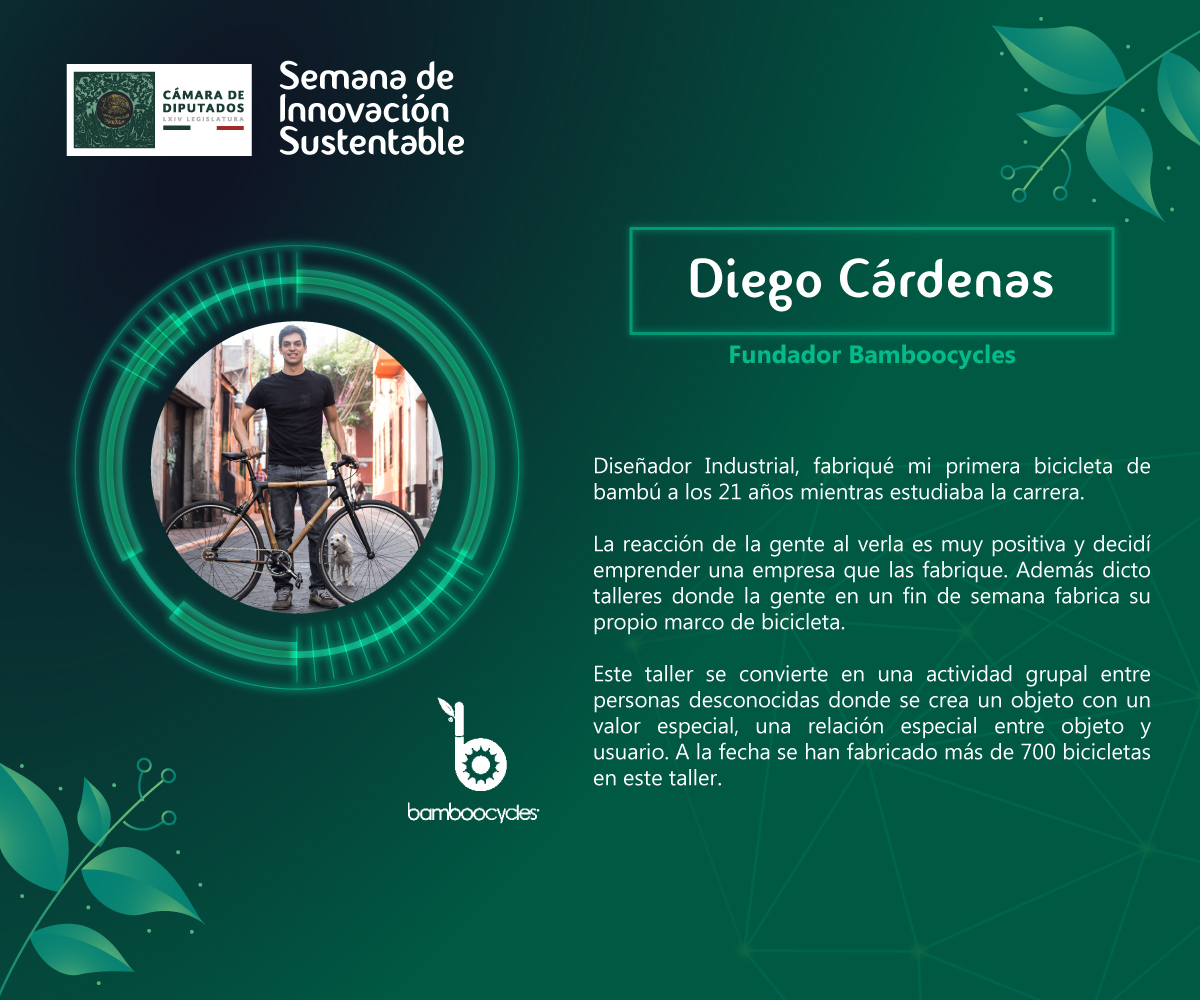 CÁMARA DE
DIPUTADOS
LXIV LEGISLATURA
Semana de
Innovación
Sustentable
Diego Cárdenas
Fundador Bamboocycles
Diseñador Industrial, fabriqué mi primera bicicleta de
bambú a los 21 años mientras estudiaba la carrera.
La reacción de la gente al verla es muy positiva y decidí
emprender una empresa que las fabrique. Además dicto
talleres donde la gente en un fin de semana fabrica su
propio marco de bicicleta.
Este taller se convierte en una actividad grupal entre
personas desconocidas donde se crea un objeto con un
valor especial, una relación especial entre objeto y
usuario. A la fecha se han fabricado más de 700 bicicletas
en este taller.
bamboocycles